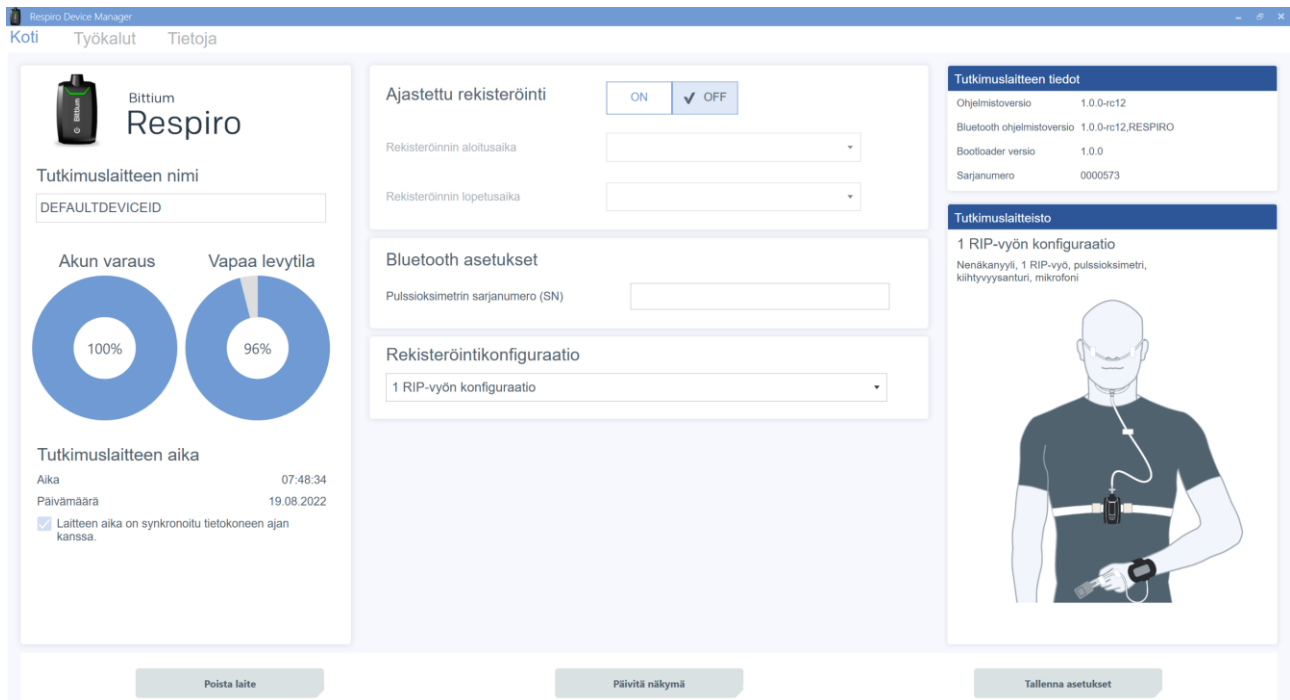 Respiro Device Manager
Koti Työkalut Tietoja
Bittium
Bittium
Respiro
Tutkimuslaitteen nimi
DEFAULTDEVICEID
Akun varaus Vapaa levytila
100% 96%
Tutkimuslaitteen aika
Aika 07:48:34
Päivämäärä 19.08.2022
Laitteen aika on synkronoitu tietokoneen ajan
kanssa.
Ajastettu rekisteröinti ON OFF
Rekisteröinnin aloitusaika
Rekisteröinnin lopetusaika
Bluetooth asetukset
Pulssioksimetrin sarjanumero (SN)
Rekisteröintikonfiguraatio
1 RIP-vyön konfiguraatio
Tutkimuslaitteen tiedot
Ohjelmistoversio 1.0.0-rc12
Bluetooth ohjelmistoversio 1.0.0-rc12,RESPIRO
Bootloader versio 1.0.0
Sarjanumero 0000573
Tutkimuslaitteisto
1 RIP-vyön konfiguraatio
Nenäkanyyli, 1 RIP-vyö, pulssioksimetri,
kiihtyvyysanturi, mikrofoni
Poista laite Päivitä näkymä Tallenna asetukset